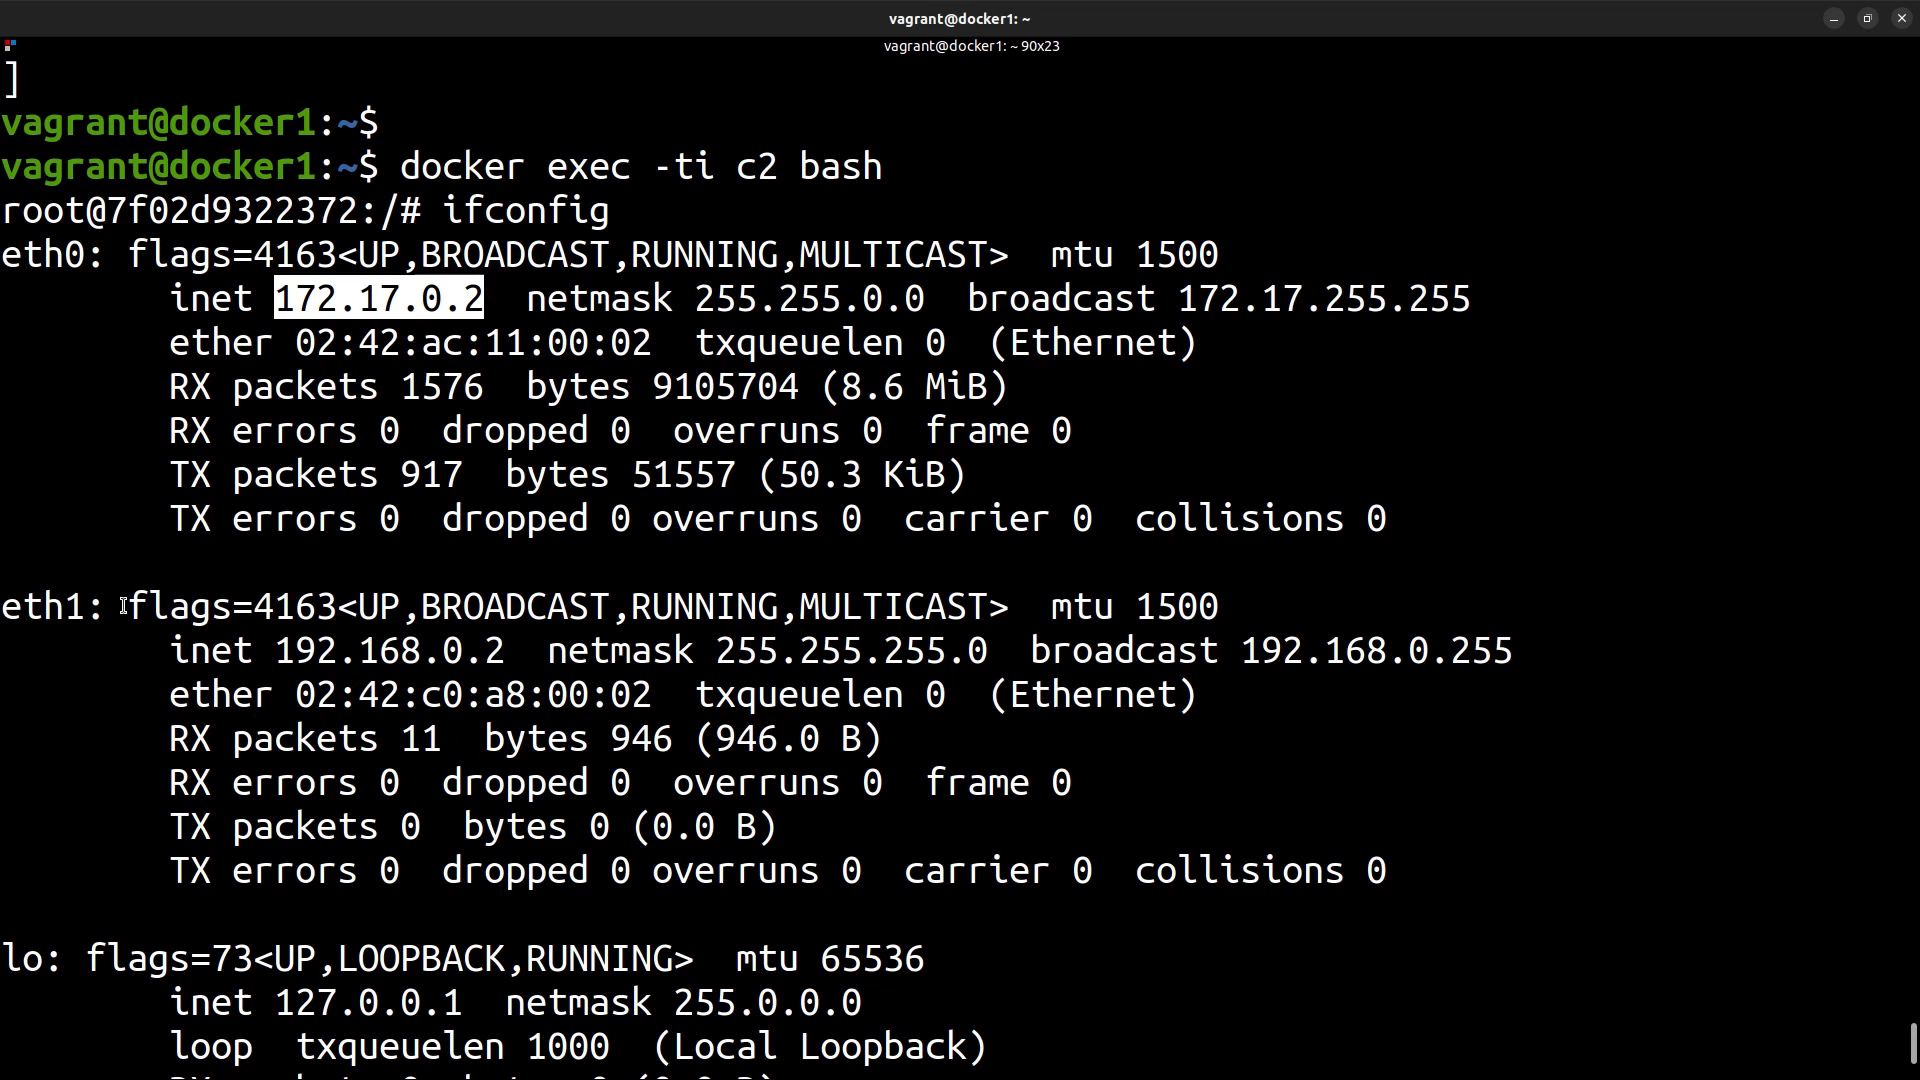 vagrant@docker1: ~
vagrant@docker1: ~ 90x23
]
vagrant@docker1:~$
vagrant@docker1:~$ docker exec -ti c2 bash
root@7f02d9322372:/# ifconfig
eth0: flags=4163<UP,BROADCAST,RUNNING,MULTICAST>  mtu 1500
        inet 172.17.0.2  netmask 255.255.0.0  broadcast 172.17.255.255
        ether 02:42:ac:11:00:02  txqueuelen 0  (Ethernet)
        RX packets 1576  bytes 9105704 (8.6 MiB)
        RX errors 0  dropped 0  overruns 0  frame 0
        TX packets 917  bytes 51557 (50.3 KiB)
        TX errors 0  dropped 0 overruns 0  carrier 0  collisions 0
eth1: flags=4163<UP,BROADCAST,RUNNING,MULTICAST>  mtu 1500
        inet 192.168.0.2  netmask 255.255.255.0  broadcast 192.168.0.255
        ether 02:42:c0:a8:00:02  txqueuelen 0  (Ethernet)
        RX packets 11  bytes 946 (946.0 B)
        RX errors 0  dropped 0  overruns 0  frame 0
        TX packets 0  bytes 0 (0.0 B)
        TX errors 0  dropped 0 overruns 0  carrier 0  collisions 0
lo: flags=73<UP,LOOPBACK,RUNNING>  mtu 65536
        inet 127.0.0.1  netmask 255.0.0.0
        loop  txqueuelen 1000  (Local Loopback)